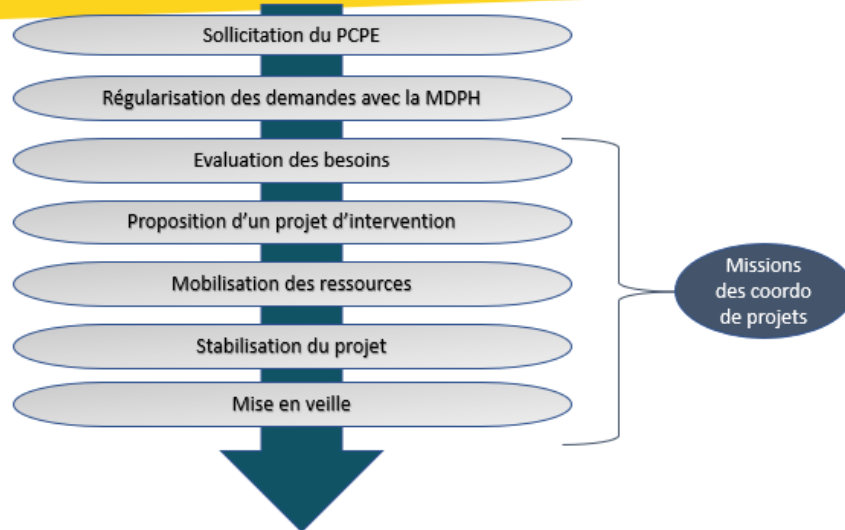 Sollicitation du PCPE
Régularisation des demandes avec la MDPH
Evaluation des besoins
Proposition d'un projet d'intervention
Mobilisation des ressources
Stabilisation du projet
Mise en veille
Missions
des coordo
de projets